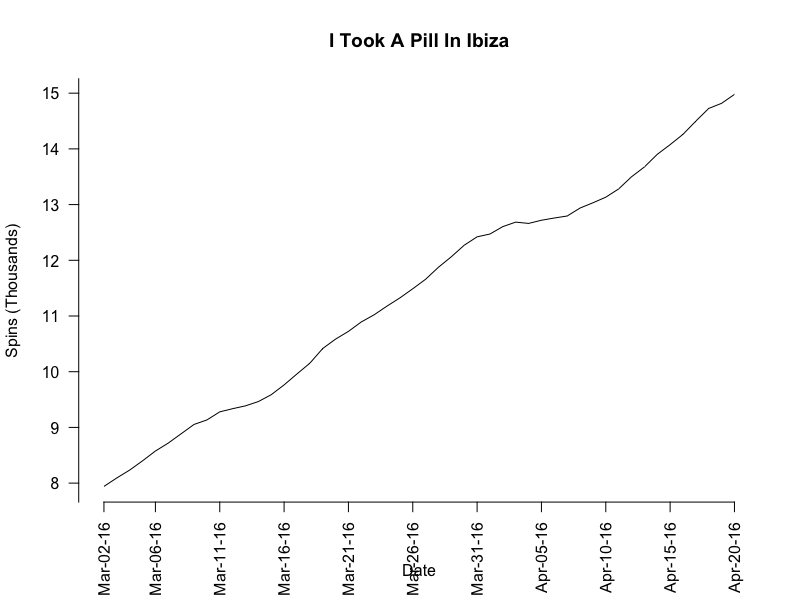 I Took A Pill In Ibiza
Spins (Thousands)
15
14
13
12
11
10
9
8
Mar-02-16
Mar-06-16
Mar-11-16
Mar-16-16
Mar-21-16
Mar-26-16
Mar-31-16
Apr-05-16
Apr-10-16
Apr-15-16
Apr-20-16
Date